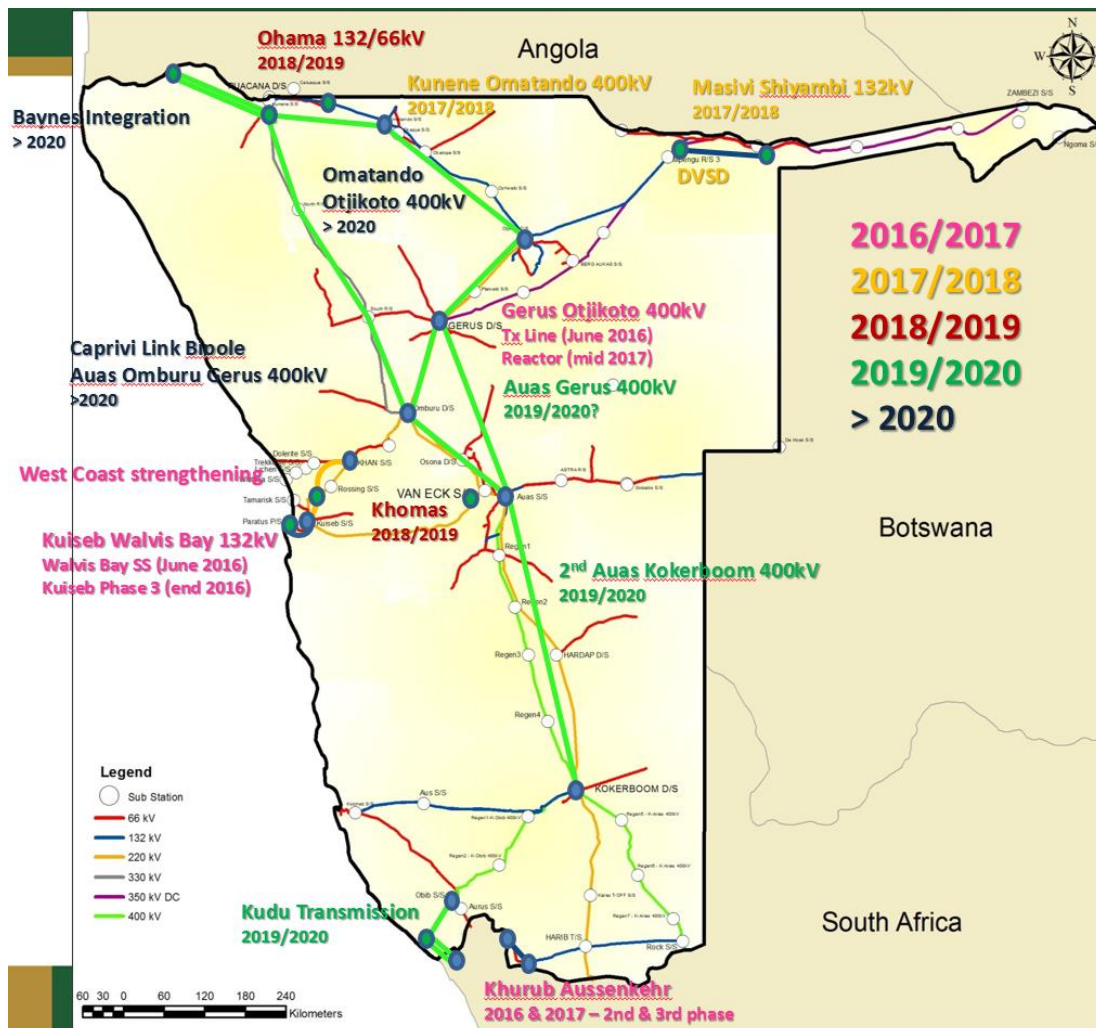 Ohama 132/66kV
2018/2019
Angola
N
W
E
S
Kunene Omatando 400kV
2017/2018
Masivi Shiyambi 132kV
2017/2018
RUACANA D/S
ZAMBEZI S/S
Baynes Integration
> 2020
DVSD
Omatando
Otjikoto 400kV
> 2020
2016/2017
2017/2018
2018/2019
2019/2020
> 2020
BERG AUKAS S/S
Gerus Otjikoto 400kV
Tx Line (June 2016)
Reactor (mid 2017)
GERUS D/S
Caprivi Link Bipole
Auas Omburu Gerus 400kV
>2020
Auas Gerus 400kV
2019/2020?
Omburu D/S
Dolerite S/S
KHAN S/S
Osona D/S
West Coast strengthening
Rossing S/S
VAN ECK S/
Auas S/S
Tamarisk S/S
Paratus P/S
Kuiseb S/S
Khomas
2018/2019
Botswana
Kuiseb Walvis Bay 132kV
Walvis Bay SS (June 2016)
Kuiseb Phase 3 (end 2016)
Regen1
2nd Auas Kokerboom 400kV
2019/2020
Regen2
Regen3
HARDAP D/S
Regen4
KOKERBOOM D/S
Legend
Sub Station
66 kV
132 kV
220 kV
330 kV
350 kV DC
400 kV
Aus S/S
Obib S/S
Aurus S/S
Kudu Transmission
2019/2020
HARIB T/S
Rock S/S
South Africa
Khurub Aussenkehr
2016 & 2017 – 2nd & 3rd phase
60 30 0 60 120 180 240
Kilometers